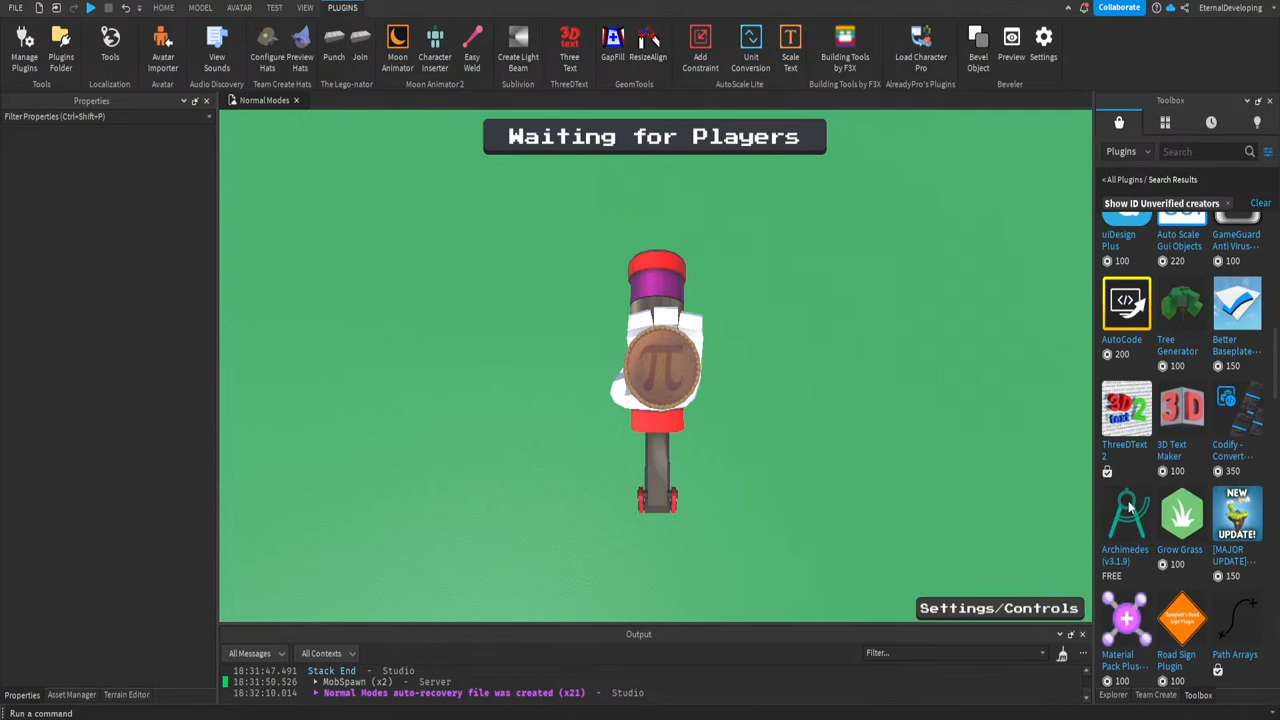 FILE HOME MODEL AVATAR TEST VIEW PLUGINS Collaborate EternalDeveloping
Manage Plugins Plugins Folder Tools Avatar Importer View Sounds Configure Hats Preview Hats Punch Join Moon Animator Character Inserter Easy Weld Create Light Beam Three Text GapFill ResizeAlign Add Constraint Unit Conversion Scale Text Building Tools by F3X Load Character Pro Bevel Object Preview Settings
Tools Localization Avatar Audio Discovery Team Create Hats The Lego-nator Moon Animator 2 Sublivion ThreeDText GeomTools AutoScale Lite Building Tools by F3X AlreadyPro's Plugins Beveler
Properties
Filter Properties (Ctrl+Shift+P)
Normal Modes
Waiting for Players
π
Settings/Controls
Toolbox
Plugins Search
< All Plugins / Search Results
Show ID Unverified creators Clear
uiDesign Plus
100
Auto Scale Gui Objects
220
GameGuard Anti Virus...
100
AutoCode
200
Tree Generator
100
Better Baseplate...
150
3D text 2
ThreeDText 2
3D
3D Text Maker
100
Codify - Convert...
350
Archimedes (v3.1.9)
FREE
Grow Grass
100
NEW UPDATE!
[MAJOR UPDATE]...
150
Material Pack Plus...
100
Road Sign Plugin
100
Path Arrays
Output
All Messages All Contexts Filter...
18:31:47.491 Stack End - Studio
18:31:50.526 MobSpawn (x2) - Server
18:32:10.014 Normal Modes auto-recovery file was created (x21) - Studio
Properties Asset Manager Terrain Editor
Explorer Team Create Toolbox
Run a command